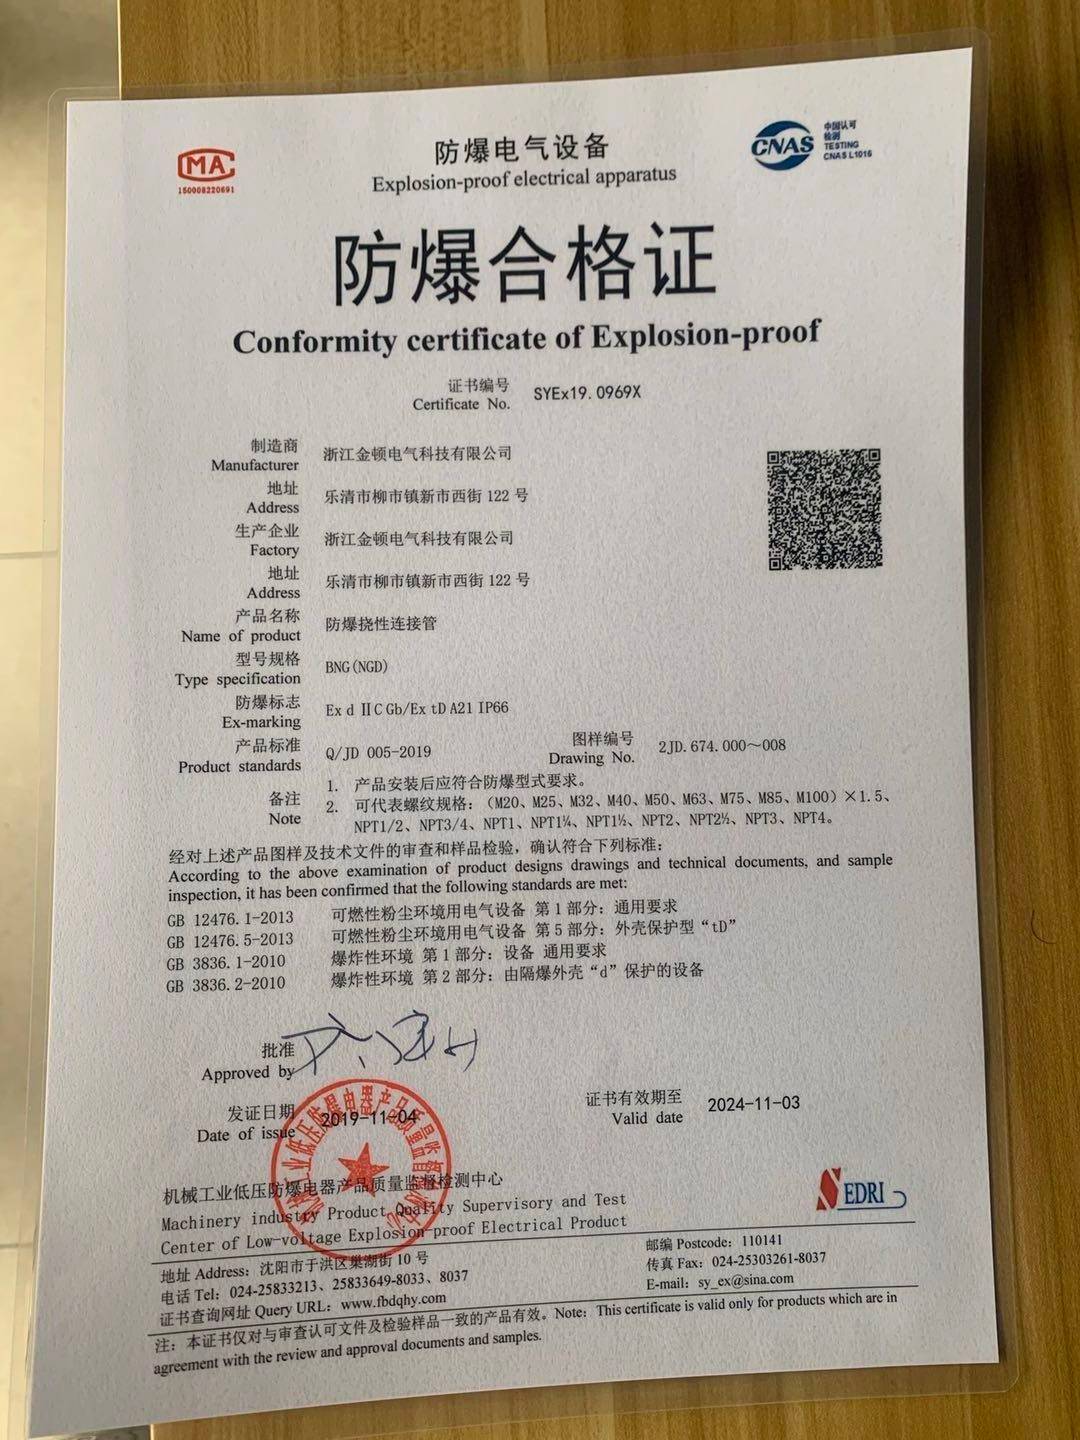 MA
150008220691
防爆电气设备
Explosion-proof electrical apparatus
CNAS
中国认可
检测
TESTING
CNAS L1016
防爆合格证
Conformity certificate of Explosion-proof
证书编号
Certificate No. SYEx19.0969X
制造商
Manufacturer 浙江金顿电气科技有限公司
地址
Address 乐清市柳市镇新市西街 122 号
生产企业
Factory 浙江金顿电气科技有限公司
地址
Address 乐清市柳市镇新市西街 122 号
产品名称
Name of product 防爆挠性连接管
型号规格
Type specification BNG(NGD)
防爆标志
Ex-marking Ex d ⅡC Gb/Ex tD A21 IP66
产品标准
Product standards Q/JD 005-2019
图样编号
Drawing No. 2JD.674.000～008
备注
Note
1. 产品安装后应符合防爆型式要求。
2. 可代表螺纹规格:（M20、M25、M32、M40、M50、M63、M75、M85、M100）×1.5、
NPT1/2、NPT3/4、NPT1、NPT1¼、NPT1½、NPT2、NPT2½、NPT3、NPT4。
经对上述产品图样及技术文件的审查和样品检验，确认符合下列标准:
According to the above examination of product designs drawings and technical documents, and sample
inspection, it has been confirmed that the following standards are met:
GB 12476.1-2013 可燃性粉尘环境用电气设备 第 1 部分: 通用要求
GB 12476.5-2013 可燃性粉尘环境用电气设备 第 5 部分: 外壳保护型“tD”
GB 3836.1-2010 爆炸性环境 第 1 部分: 设备 通用要求
GB 3836.2-2010 爆炸性环境 第 2 部分: 由隔爆外壳“d”保护的设备
批准
Approved by
发证日期
Date of issue 2019-11-04
证书有效期至
Valid date 2024-11-03
机械工业低压防爆电器产品质量监督检测中心
Machinery industry Product Quality Supervisory and Test
Center of Low-voltage Explosion-proof Electrical Product
SEDRI
地址 Address: 沈阳市于洪区巢湖街 10 号
电话 Tel: 024-25833213、25833649-8033、8037
证书查询网址 Query URL: www.fbdqhy.com
邮编 Postcode: 110141
传真 Fax: 024-25303261-8037
E-mail: sy_ex@sina.com
注: 本证书仅对与审查认可文件及检验样品一致的产品有效。Note: This certificate is valid only for products which are in
agreement with the review and approval documents and samples.